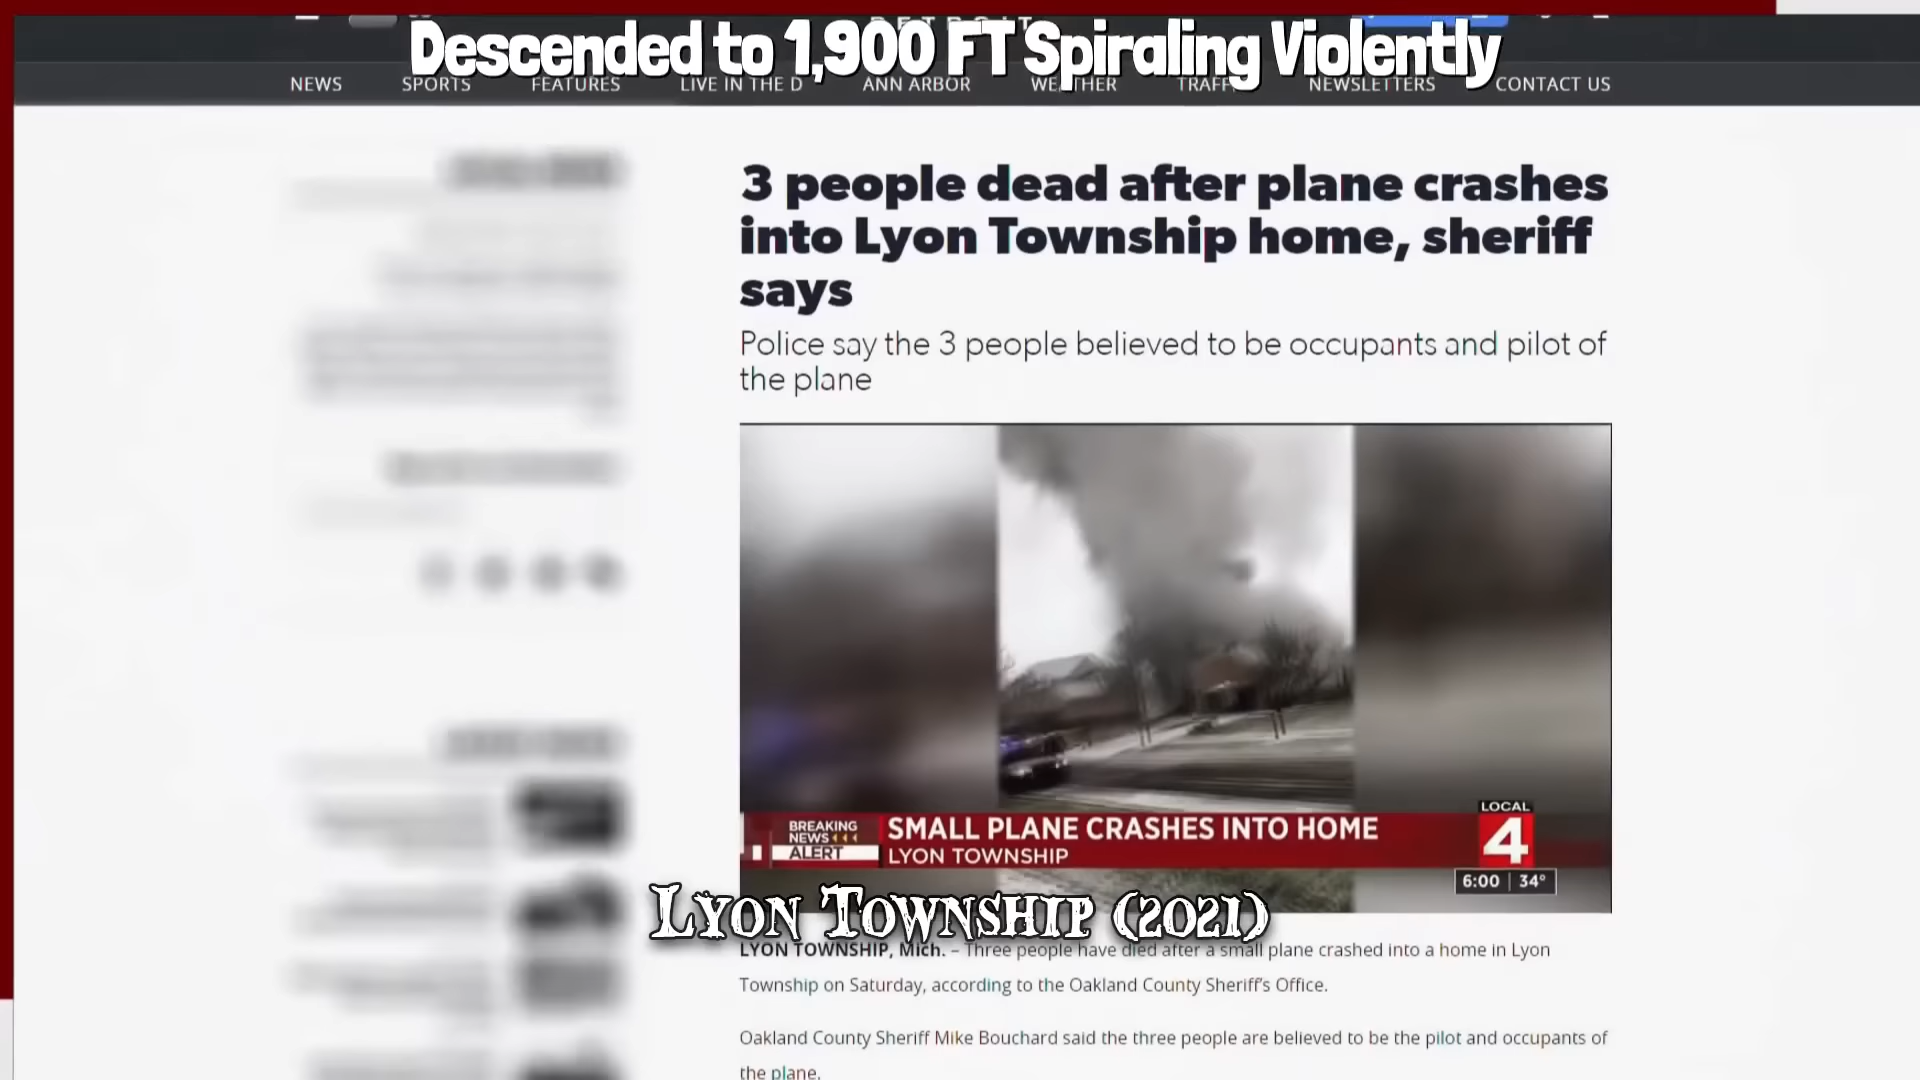 DETROIT
Descended to 1,900 FT Spiraling Violently
NEWS SPORTS FEATURES LIVE IN THE D ANN ARBOR WEATHER NEWSLETTERS CONTACT US
3 people dead after plane crashes
into Lyon Township home, sheriff
says
Police say the 3 people believed to be occupants and pilot of
the plane
LOCAL
4
BREAKING
NEWS
ALERT
SMALL PLANE CRASHES INTO HOME
LYON TOWNSHIP
6:00 34°
Lyon Township (2021)
LYON TOWNSHIP, Mich. – Three people have died after a small plane crashed into a home in Lyon
Township on Saturday, according to the Oakland County Sheriff's Office.
Oakland County Sheriff Mike Bouchard said the three people are believed to be the pilot and occupants of
the plane.